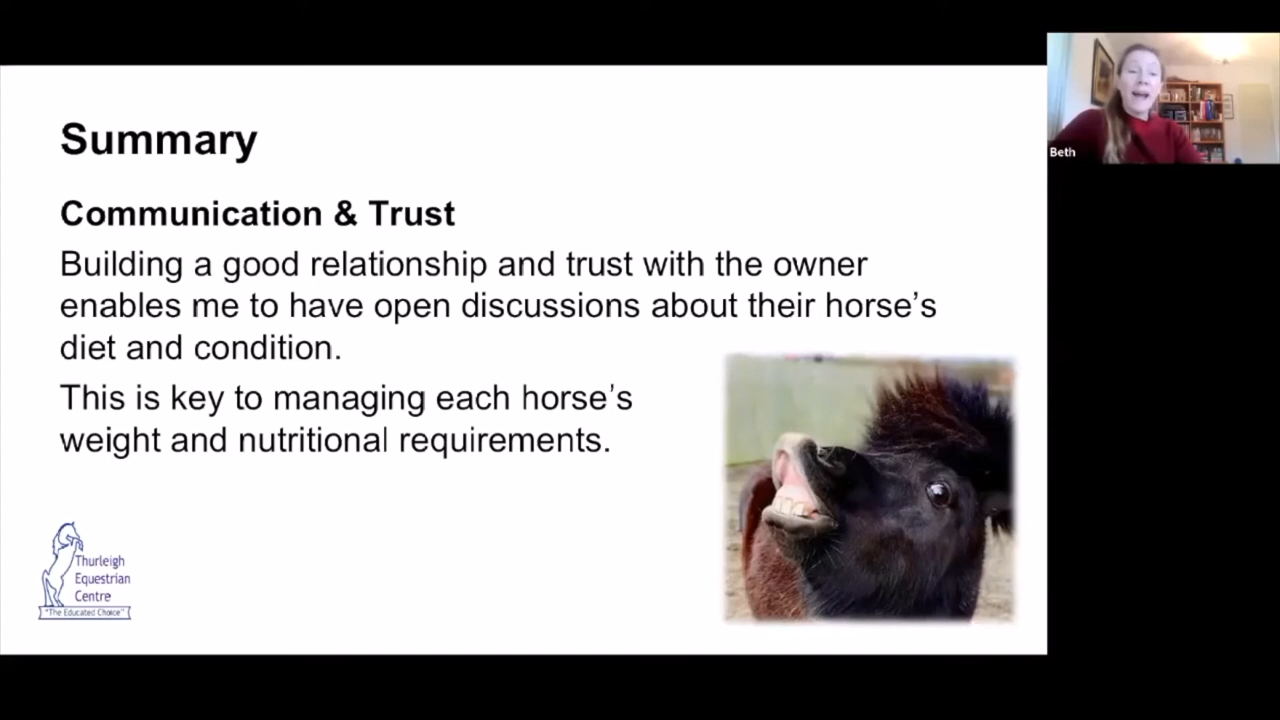 Summary
Communication & Trust
Building a good relationship and trust with the owner
enables me to have open discussions about their horse’s
diet and condition.
This is key to managing each horse’s
weight and nutritional requirements.
Thurleigh
Equestrian
Centre
"The Educated Choice"
Beth